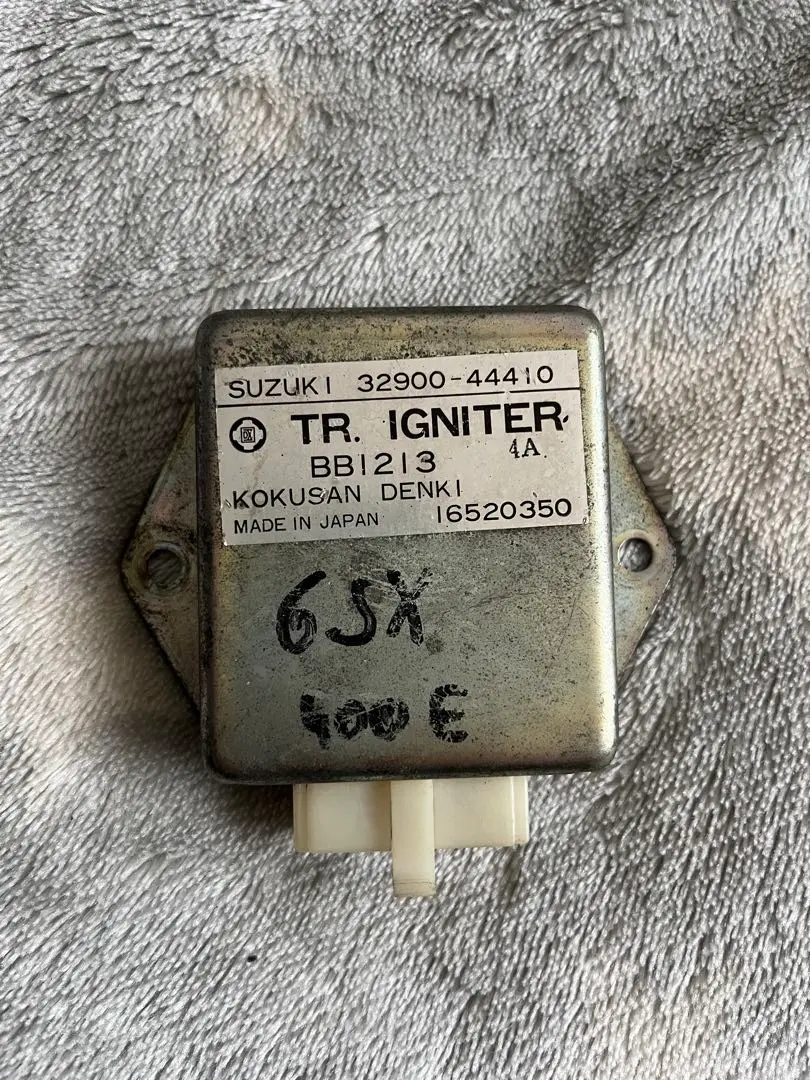 SUZUKI 32900-44410
TR. IGNITER
4A
BB1213
KOKUSAN DENKI
MADE IN JAPAN 16520350
GSX
400E